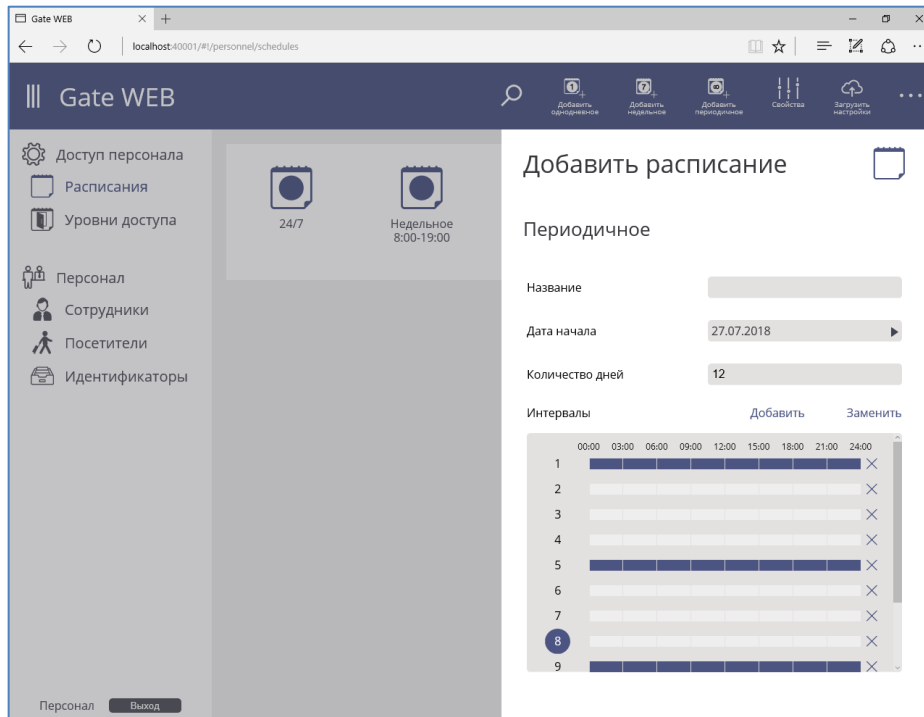 Gate WEB
localhost:40001/#!/personnel/schedules
Gate WEB
Добавить
однодневное
Добавить
недельное
Добавить
периодичное
Свойства
Загрузить
настройки
Доступ персонала
Расписания
Уровни доступа
Персонал
Сотрудники
Посетители
Идентификаторы
Персонал
Выход
24/7
Недельное
8:00-19:00
Добавить расписание
Периодичное
Название
Дата начала
27.07.2018
Количество дней
12
Интервалы
Добавить
Заменить
00:00 03:00 06:00 09:00 12:00 15:00 18:00 21:00 24:00
1
2
3
4
5
6
7
8
9